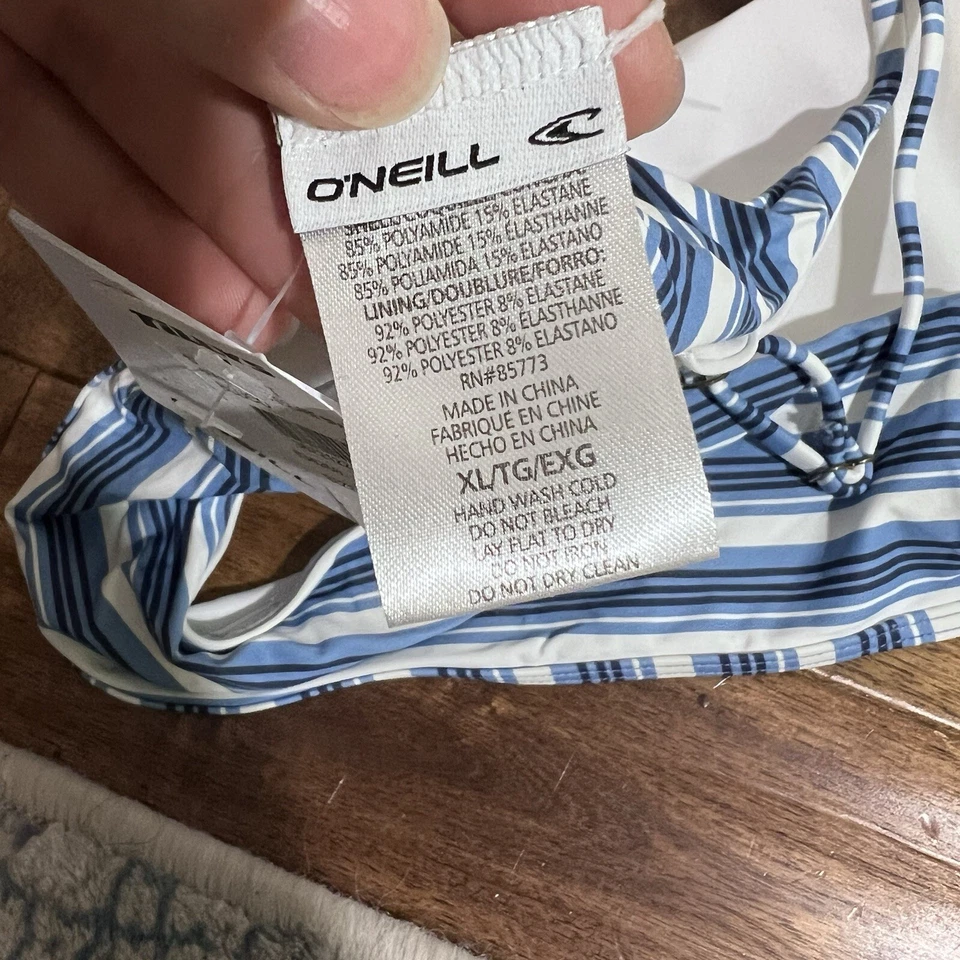 O'NEILL
85% POLYAMIDE 15% ELASTANE
85% POLYAMIDE 15% ELASTHANNE
85% POLIAMIDA 15% ELASTANO
LINING/DOUBLURE/FORRO:
92% POLYESTER 8% ELASTANE
92% POLYESTER 8% ELASTHANNE
92% POLYESTER 8% ELASTANO
RN#85773
MADE IN CHINA
FABRIQUE EN CHINE
HECHO EN CHINA
XL/TG/EXG
HAND WASH COLD
DO NOT BLEACH
LAY FLAT TO DRY
DO NOT IRON
DO NOT DRY CLEAN